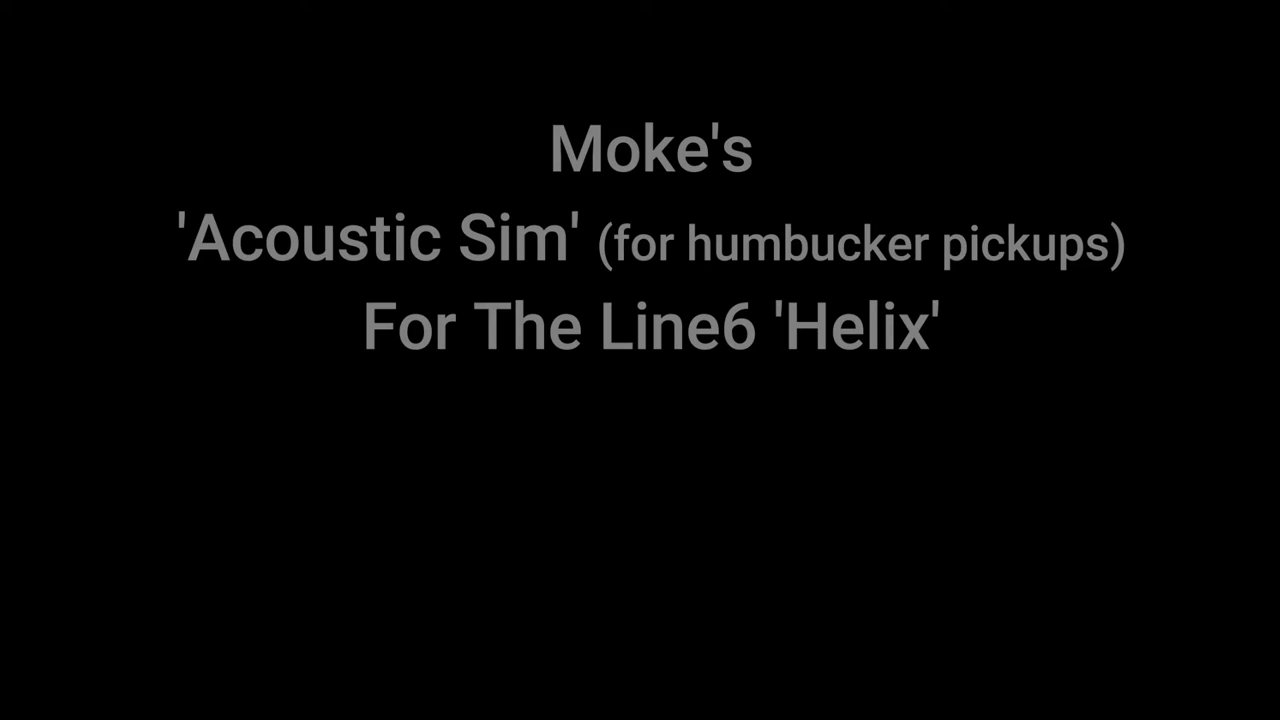 Moke's
'Acoustic Sim' (for humbucker pickups)
For The Line6 'Helix'